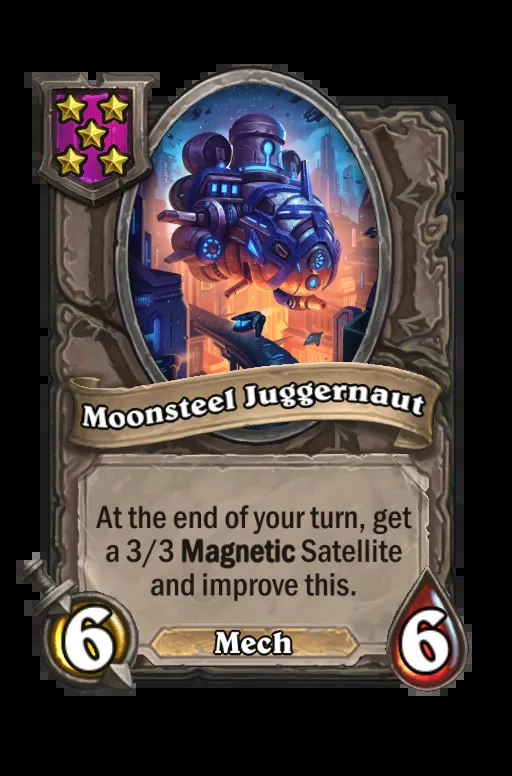 Moonsteel Juggernaut
At the end of your turn, get
a 3/3 Magnetic Satellite
and improve this.
6
Mech
6